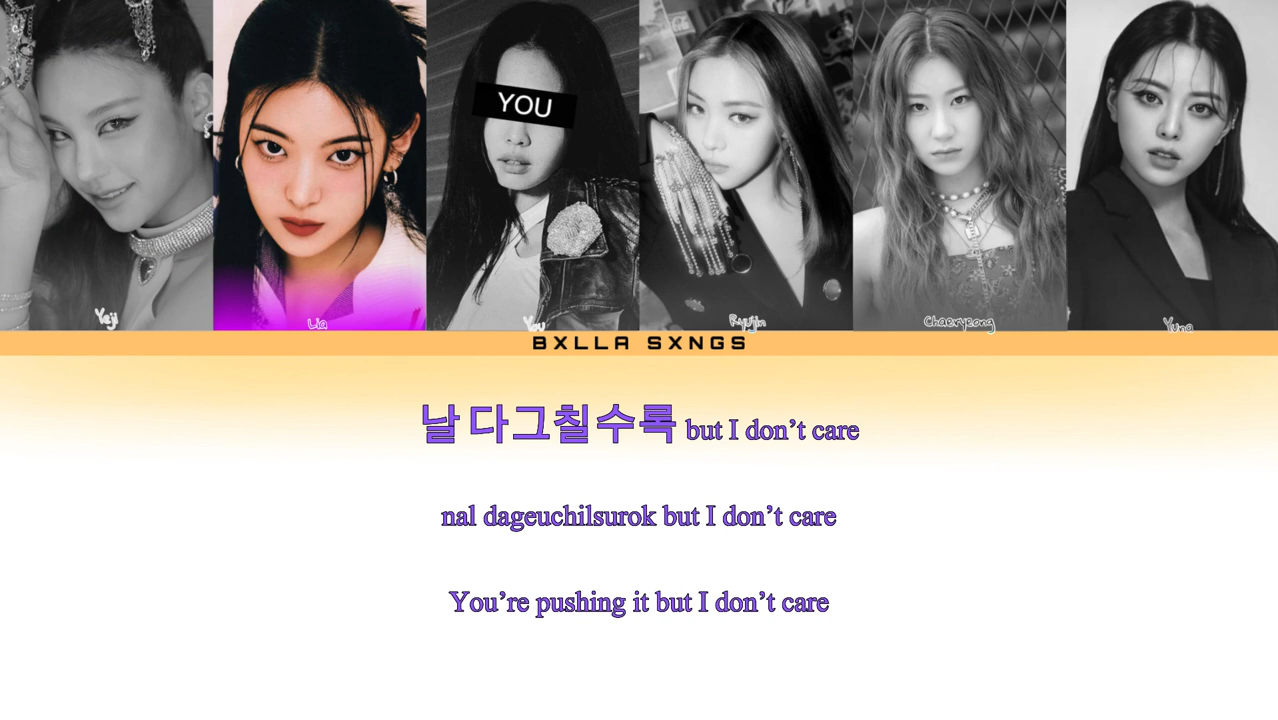 YOU
Yeji
Lia
You
Ryujin
Chaeryeong
Yuna
BXLLA SXNGS
날 다그칠수록 but I don’t care
nal dageuchilsurok but I don’t care
You’re pushing it but I don’t care